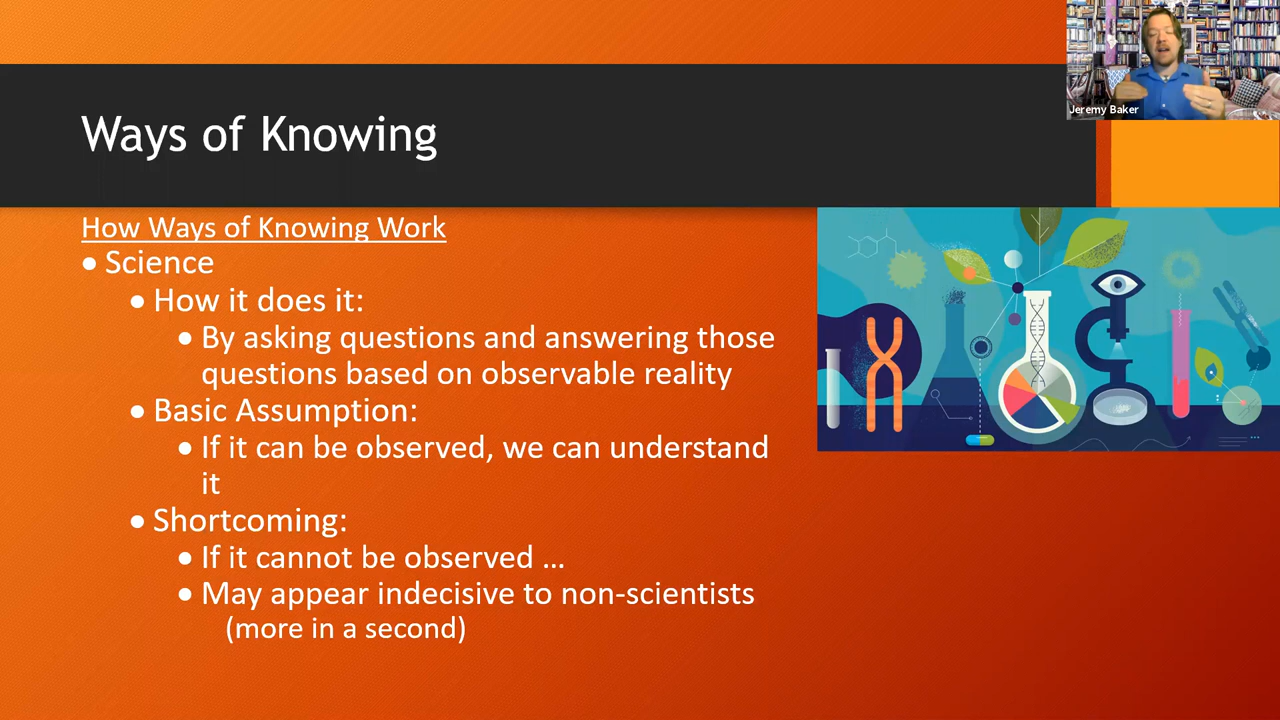 Jeremy Baker
Ways of Knowing
How Ways of Knowing Work
• Science
• How it does it:
• By asking questions and answering those
questions based on observable reality
• Basic Assumption:
• If it can be observed, we can understand
it
• Shortcoming:
• If it cannot be observed ...
• May appear indecisive to non-scientists
(more in a second)